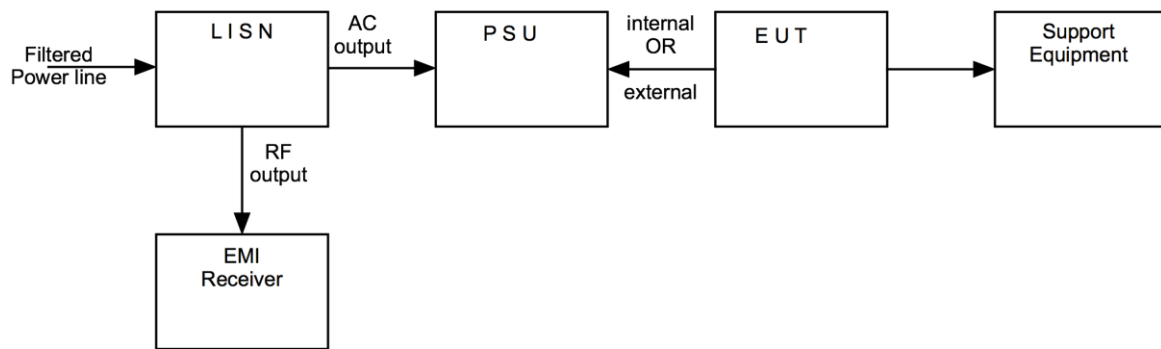 Filtered
Power line
L I S N
AC
output
P S U
internal
OR
external
E U T
Support
Equipment
RF
output
EMI
Receiver